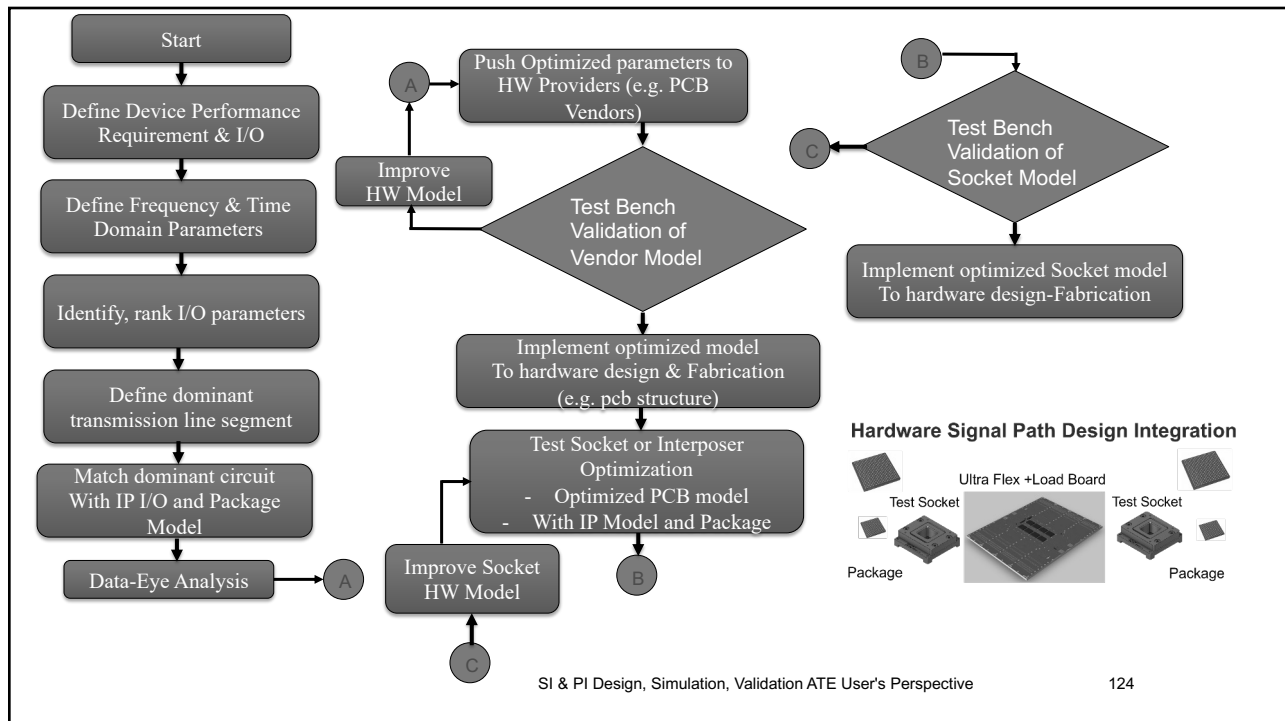 Start
Define Device Performance
Requirement & I/O
Define Frequency & Time
Domain Parameters
Identify, rank I/O parameters
Define dominant
transmission line segment
Match dominant circuit
With IP I/O and Package
Model
Data-Eye Analysis
A
A
Push Optimized parameters to
HW Providers (e.g. PCB
Vendors)
Improve
HW Model
Test Bench
Validation of
Vendor Model
Implement optimized model
To hardware design & Fabrication
(e.g. pcb structure)
Test Socket or Interposer
Optimization
- Optimized PCB model
- With IP Model and Package
Improve Socket
HW Model
B
C
B
C
Test Bench
Validation of
Socket Model
Implement optimized Socket model
To hardware design-Fabrication
Hardware Signal Path Design Integration
Ultra Flex +Load Board
Test Socket
Test Socket
Package
Package
SI & PI Design, Simulation, Validation ATE User's Perspective
124